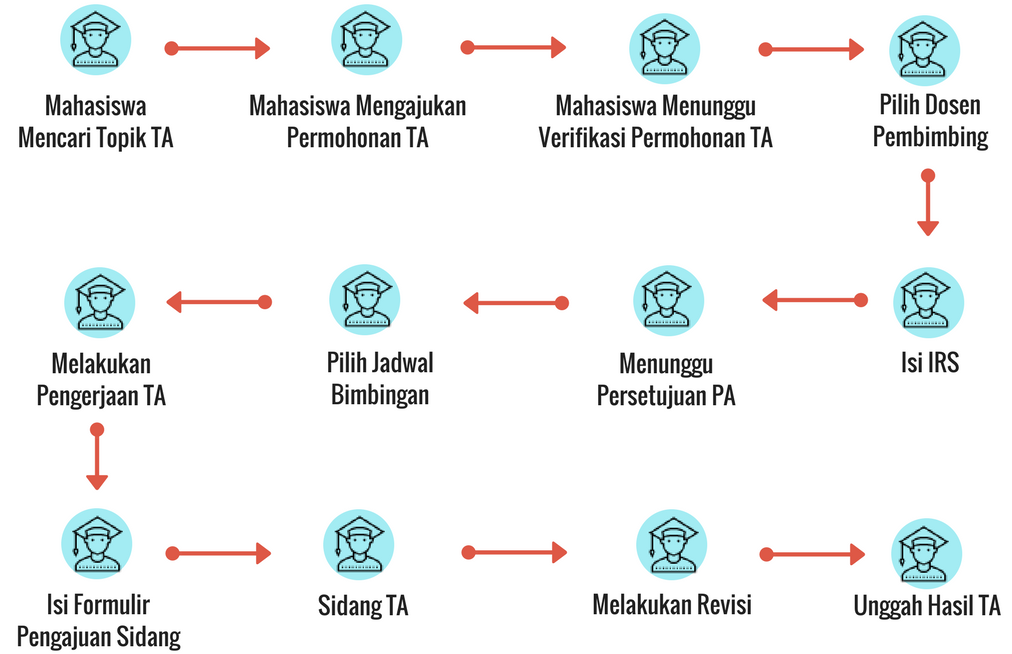 Mahasiswa
Mencari Topik TA
Mahasiswa Mengajukan
Permohonan TA
Mahasiswa Menunggu
Verifikasi Permohonan TA
Pilih Dosen
Pembimbing
Isi IRS
Menunggu
Persetujuan PA
Pilih Jadwal
Bimbingan
Melakukan
Pengerjaan TA
Isi Formulir
Pengajuan Sidang
Sidang TA
Melakukan Revisi
Unggah Hasil TA